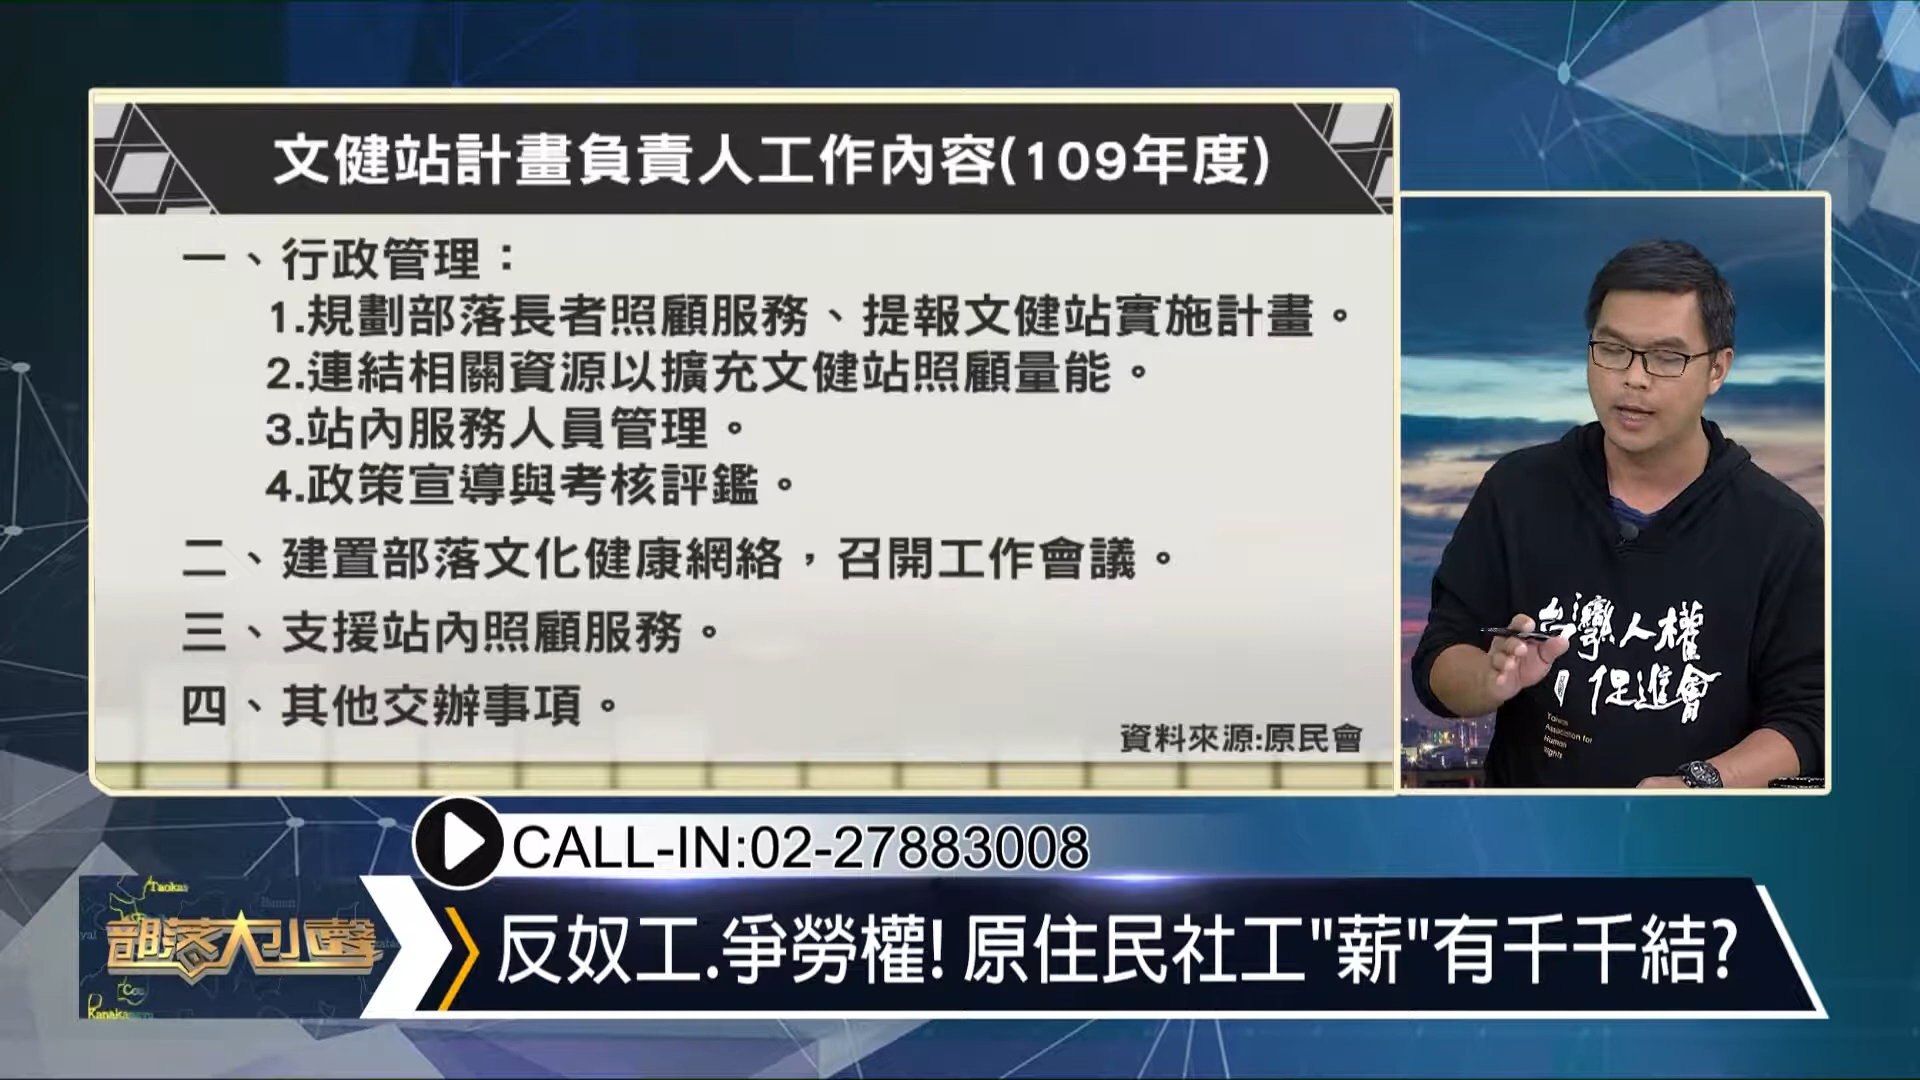 文健站計畫負責人工作內容(109年度)
一、行政管理：
1.規劃部落長者照顧服務、提報文健站實施計畫。
2.連結相關資源以擴充文健站照顧量能。
3.站內服務人員管理。
4.政策宣導與考核評鑑。
二、建置部落文化健康網絡，召開工作會議。
三、支援站內照顧服務。
四、其他交辦事項。
資料來源:原民會
台灣人權
促進會
Taiwan
Association for
Human
Rights
CALL-IN:02-27883008
Taokas
部落大小聲
反奴工.爭勞權! 原住民社工"薪"有千千結?